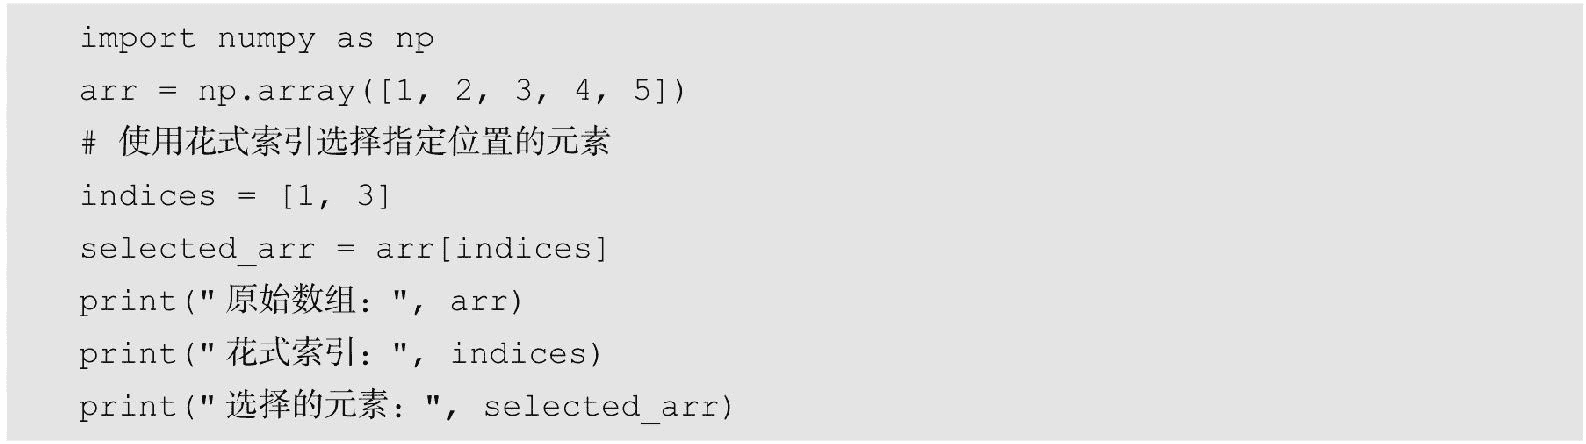 import numpy as np
arr = np.array([1, 2, 3, 4, 5])
# 使用花式索引选择指定位置的元素
indices = [1, 3]
selected_arr = arr[indices]
print("原始数组：", arr)
print("花式索引：", indices)
print("选择的元素：", selected_arr)